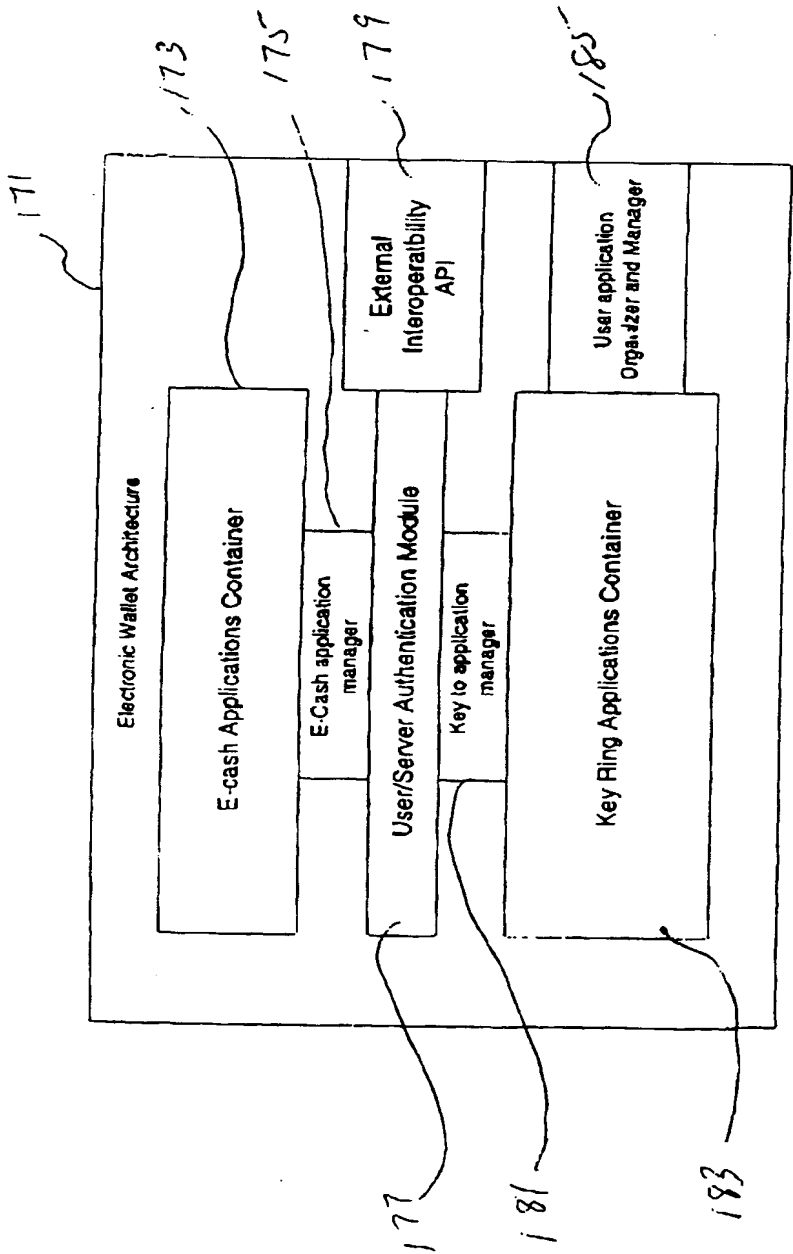 171
Electronic Wallet Architecture
173
E-cash Applications Container
175
E-Cash application
manager
177
User/Server Authentication Module
179
External
Interoperatbility
API
181
Key to application
manager
183
Key Ring Applications Container
185
User application
Organizer and Manager